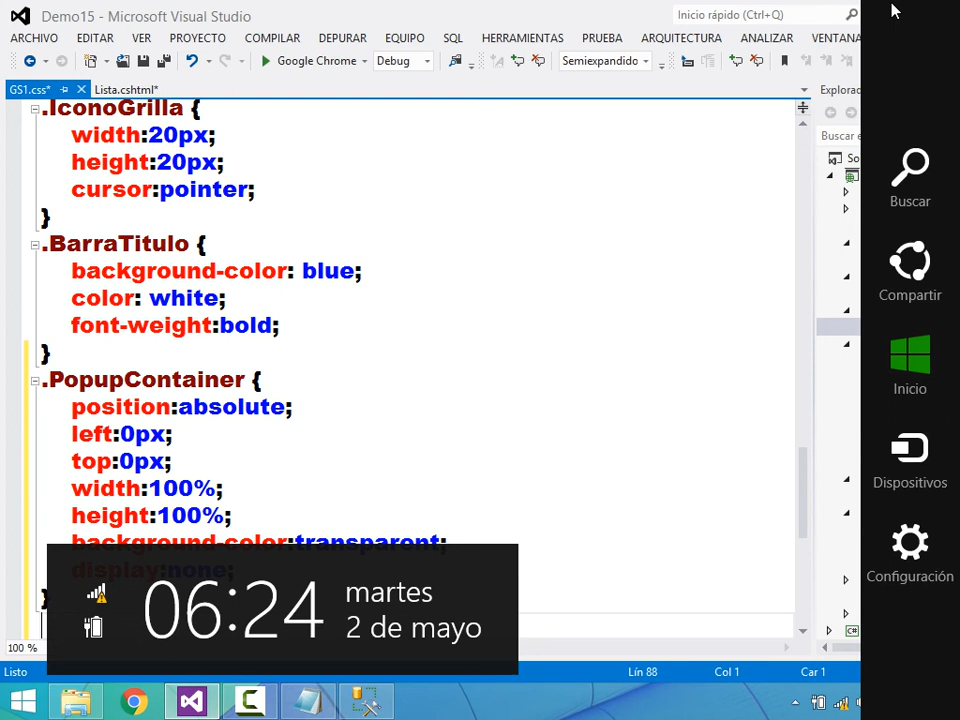 Demo15 - Microsoft Visual Studio
Inicio rápido (Ctrl+Q)
ARCHIVO EDITAR VER PROYECTO COMPILAR DEPURAR EQUIPO SQL HERRAMIENTAS PRUEBA ARQUITECTURA ANALIZAR VENTANA
Google Chrome Debug Semiexpandido
GS1.css* Lista.cshtml*
.IconoGrilla {
width:20px;
height:20px;
cursor:pointer;
}
.BarraTitulo {
background-color: blue;
color: white;
font-weight:bold;
}
.PopupContainer {
position:absolute;
left:0px;
top:0px;
width:100%;
height:100%;
background-color:transparent;
display:none;
}
100 %
Listo
Lín 88 Col 1 Car 1
Explorac
Buscar e
So
C#
Buscar
Compartir
Inicio
Dispositivos
Configuración
06:24
martes
2 de mayo